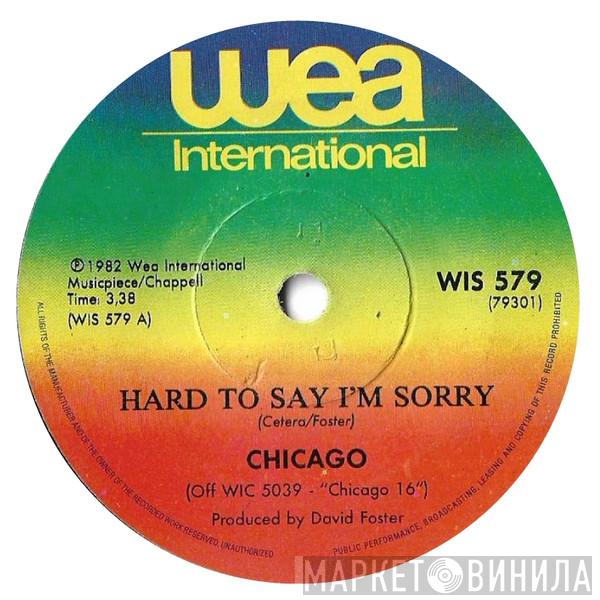 wea
International
℗1982 Wea International
Musicpiece/Chappell
Time: 3,38
(WIS 579 A)
WIS 579
(79301)
HARD TO SAY I'M SORRY
(Cetera/Foster)
CHICAGO
(Off WIC 5039 - "Chicago 16")
Produced by David Foster
ALL RIGHTS OF THE MANUFACTURER AND OF THE OWNER OF THE RECORDED WORK RESERVED. UNAUTHORIZED
PUBLIC PERFORMANCE, BROADCASTING, LEASING AND COPYING OF THIS RECORD PROHIBITED
МАРКЕТ ВИНИЛА